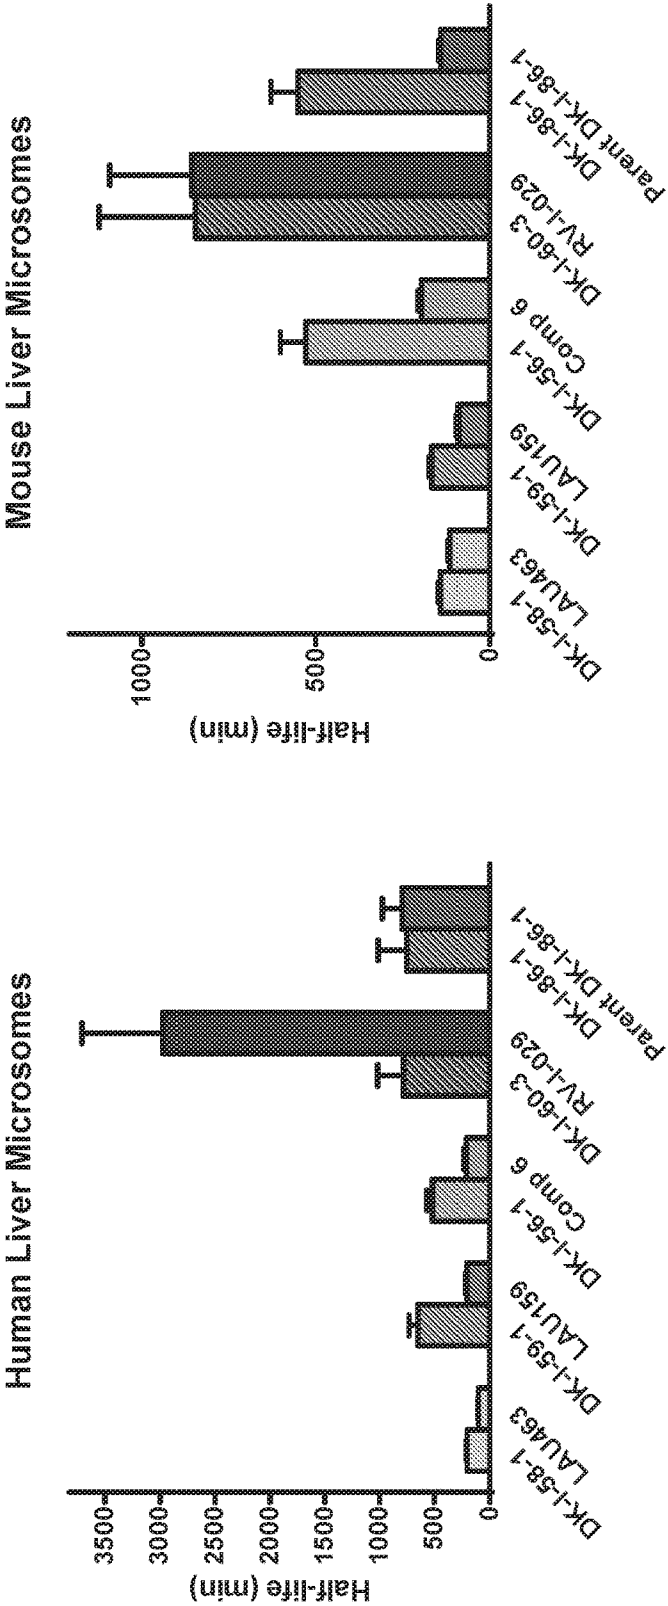 Human Liver Microsomes
Half-life (min)
3500
3000
2500
2000
1500
1000
500
0
DK-I-58-1
LAU463
DK-I-59-1
LAU159
DK-I-56-1
Comp 6
DK-I-60-3
RV-I-029
DK-I-86-1
Parent DK-I-86-1
Mouse Liver Microsomes
Half-life (min)
1000
500
0
DK-I-58-1
LAU463
DK-I-59-1
LAU159
DK-I-56-1
Comp 6
DK-I-60-3
RV-I-029
DK-I-86-1
Parent DK-I-86-1